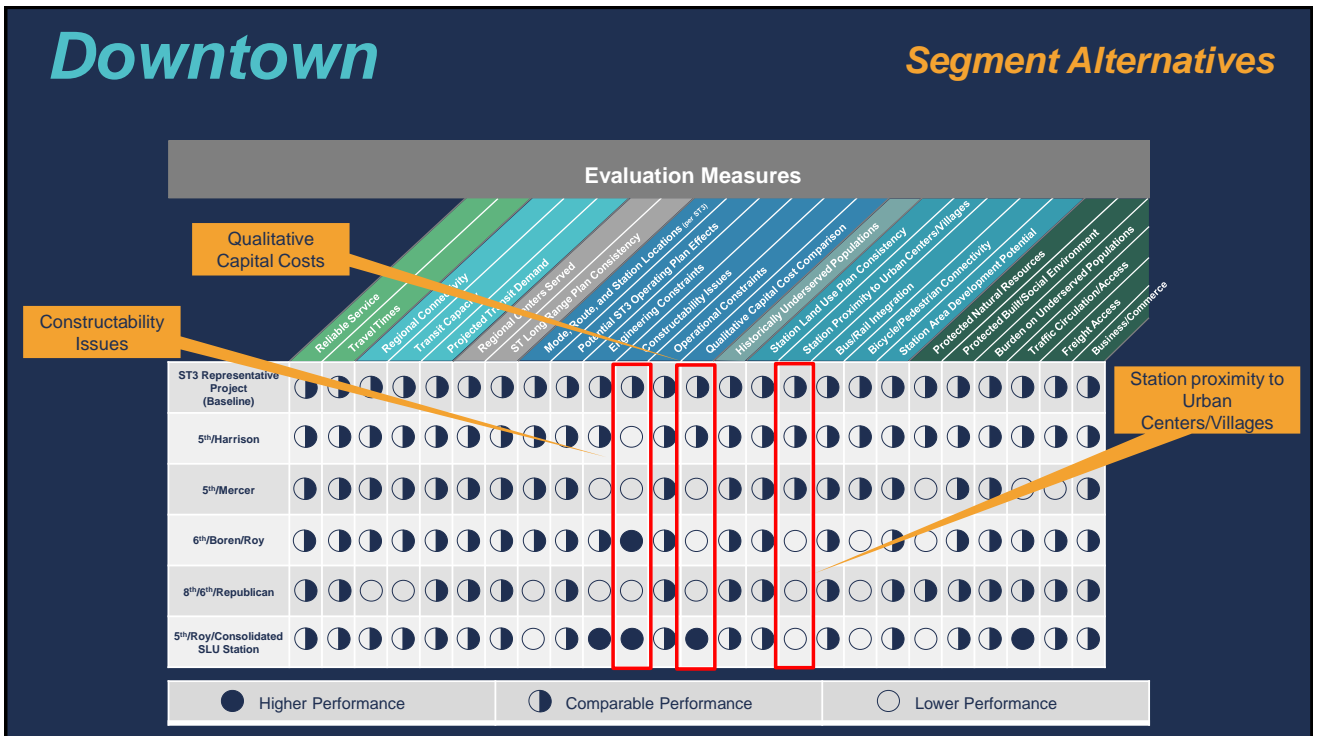 Downtown
Segment Alternatives
Evaluation Measures
Qualitative
Capital Costs
Constructability
Issues
Station proximity to
Urban
Centers/Villages
Reliable Service
Travel Times
Regional Connectivity
Transit Capacity
Projected Transit Demand
Regional Centers Served
ST Long Range Plan Consistency
Mode, Route, and Station Locations (per ST3)
Potential ST3 Operating Plan Effects
Engineering Constraints
Constructability Issues
Operational Constraints
Qualitative Capital Cost Comparison
Historically Underserved Populations
Station Land Use Plan Consistency
Station Proximity to Urban Centers/Villages
Bus/Rail Integration
Bicycle/Pedestrian Connectivity
Station Area Development Potential
Protected Natural Resources
Protected Built/Social Environment
Burden on Underserved Populations
Traffic Circulation/Access
Freight Access
Business/Commerce
ST3 Representative
Project
(Baseline)
5th/Harrison
5th/Mercer
6th/Boren/Roy
8th/6th/Republican
5th/Roy/Consolidated
SLU Station
Higher Performance
Comparable Performance
Lower Performance